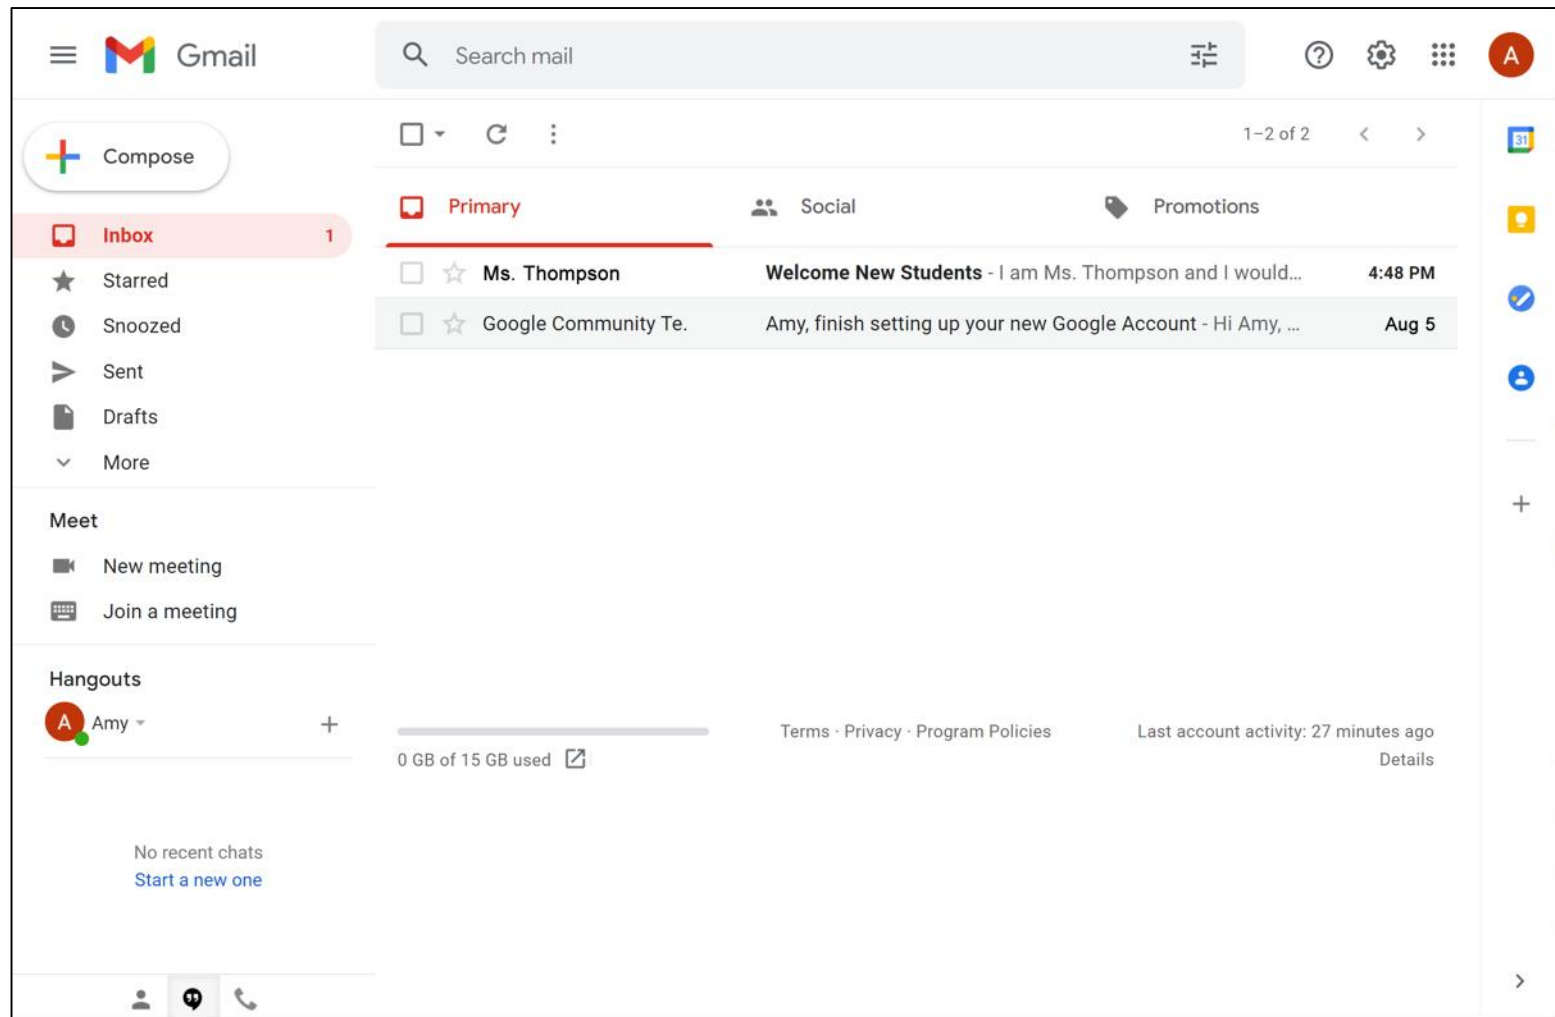 Gmail
Search mail
A
Compose
1–2 of 2
31
Primary
Social
Promotions
Inbox 1
Starred
Snoozed
Sent
Drafts
More
Ms. Thompson Welcome New Students - I am Ms. Thompson and I would... 4:48 PM
Google Community Te. Amy, finish setting up your new Google Account - Hi Amy, ... Aug 5
Meet
New meeting
Join a meeting
Hangouts
A Amy
No recent chats
Start a new one
0 GB of 15 GB used
Terms · Privacy · Program Policies
Last account activity: 27 minutes ago
Details